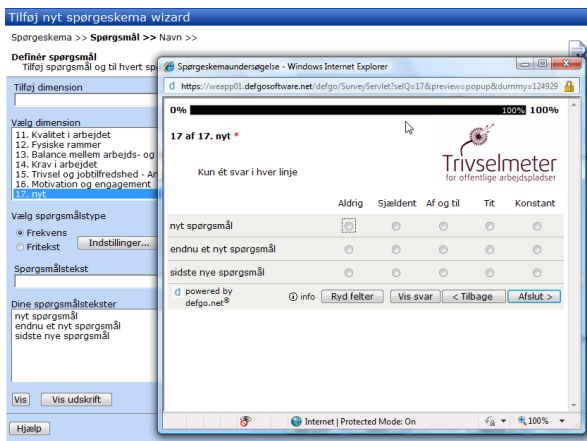 Tilføj nyt spørgeskema wizard
Spørgeskema >> Spørgsmål >> Navn >>
Definér spørgsmål
Tilføj spørgsmål og til hvert sp
Tilføj dimension
Vælg dimension
11. Kvalitet i arbejdet
12. Fysiske rammer
13. Balance mellem arbejds- og
14. Krav i arbejdet
15. Trivsel og jobtilfredshed - An
16. Motivation og engagement
17. nyt
Vælg spørgsmålstype
Frekvens
Fritekst
Indstillinger...
Spørgsmålstekst
Dine spørgsmålstekster
nyt spørgsmål
endnu et nyt spørgsmål
sidste nye spørgsmål
Vis
Vis udskrift
Hjælp
Spørgeskemaundersøgelse - Windows Internet Explorer
d https://weapp01.defgosoftware.net/defgo/SurveyServlet?selQ=17&preview=popup&dummy=124929
0% 100% 100%
17 af 17. nyt *
Kun ét svar i hver linje
Trivselmeter
for offentlige arbejdspladser
Aldrig Sjældent Af og til Tit Konstant
nyt spørgsmål
endnu et nyt spørgsmål
sidste nye spørgsmål
d powered by
defgo.net®
info
Ryd felter
Vis svar
< Tilbage
Afslut >
Internet | Protected Mode: On
100%